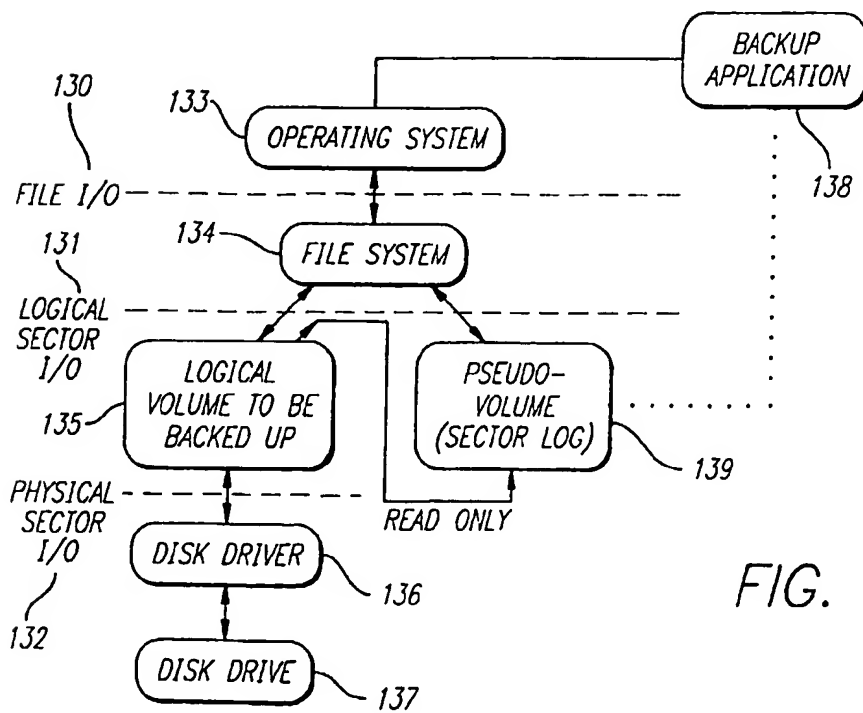 BACKUP
APPLICATION
138
130
133
OPERATING SYSTEM
FILE I/O
134
FILE SYSTEM
131
LOGICAL
SECTOR
I/O
135
LOGICAL
VOLUME TO BE
BACKED UP
PSEUDO-
VOLUME
(SECTOR LOG)
139
PHYSICAL
SECTOR
I/O
132
READ ONLY
DISK DRIVER
136
DISK DRIVE
137
FIG.